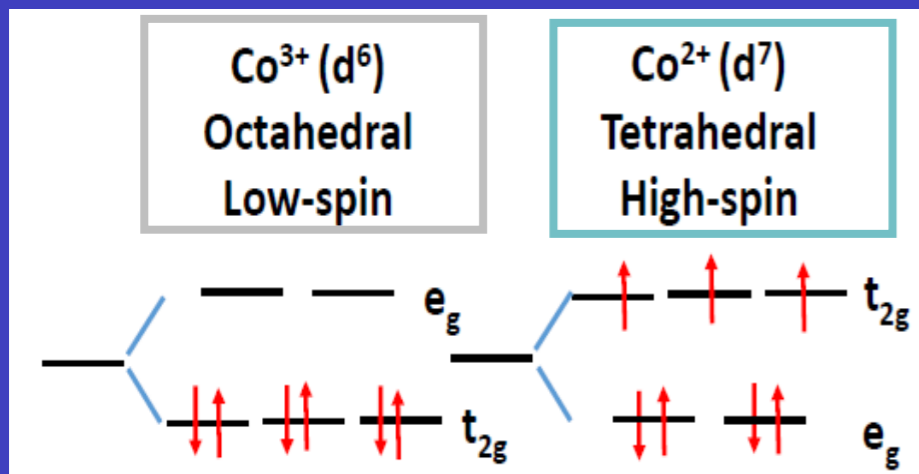 Co³⁺ (d⁶)
Octahedral
Low-spin
Co²⁺ (d⁷)
Tetrahedral
High-spin
e_g
t_2g
t_2g
e_g